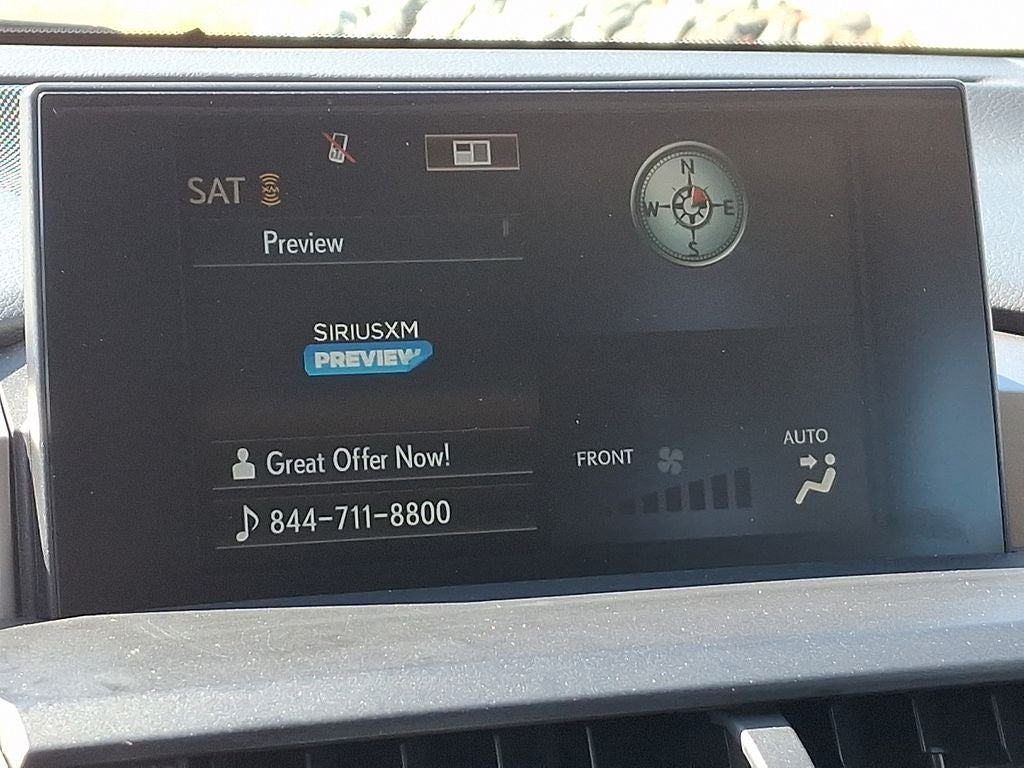 SAT
Preview
SIRIUSXM
PREVIEW
Great Offer Now!
844-711-8800
N
W E
S
FRONT
AUTO